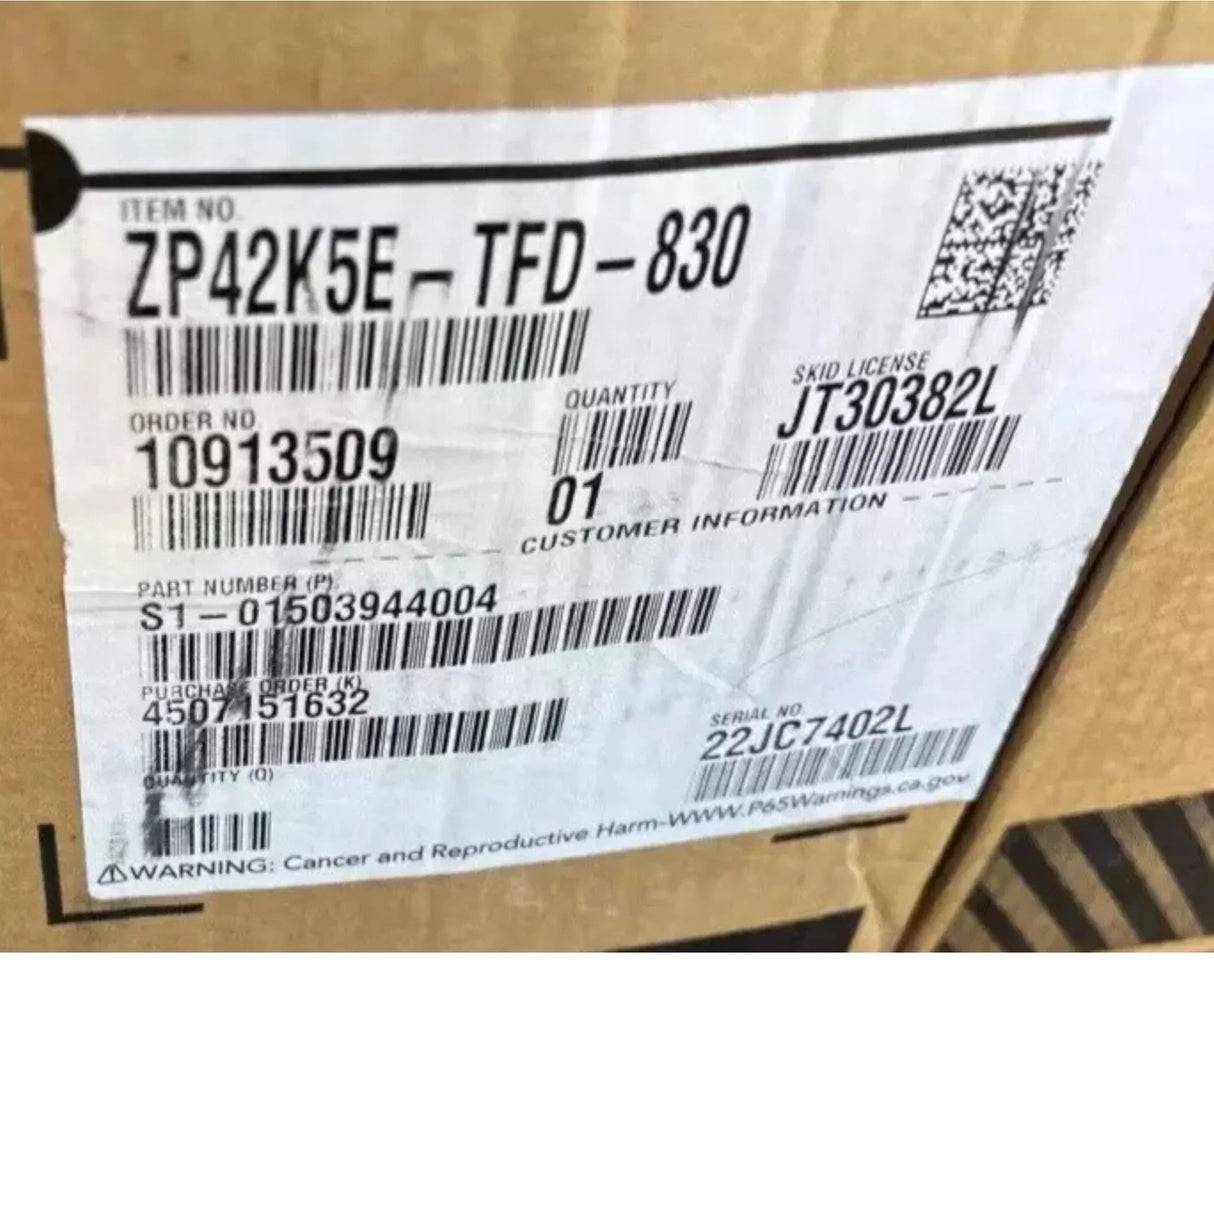 ITEM NO.
ZP42K5E-TFD-830
ORDER NO.
10913509
QUANTITY
01
SKID LICENSE
JT30382L
CUSTOMER INFORMATION
PART NUMBER (P)
S1-01503944004
PURCHASE ORDER (K)
4507151632
QUANTITY (Q)
SERIAL NO.
22JC7402L
⚠WARNING: Cancer and Reproductive Harm-WWW.P65Warnings.ca.gov